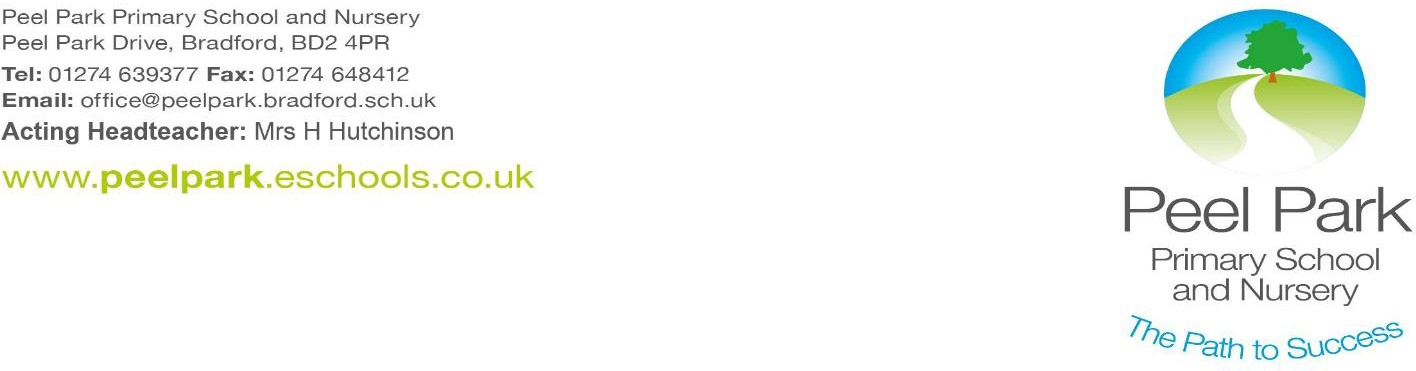 Peel Park Primary School and Nursery
Peel Park Drive, Bradford, BD2 4PR
Tel: 01274 639377 Fax: 01274 648412
Email: office@peelpark.bradford.sch.uk
Acting Headteacher: Mrs H Hutchinson
www.peelpark.eschools.co.uk
Peel Park
Primary School
and Nursery
The Path to Success